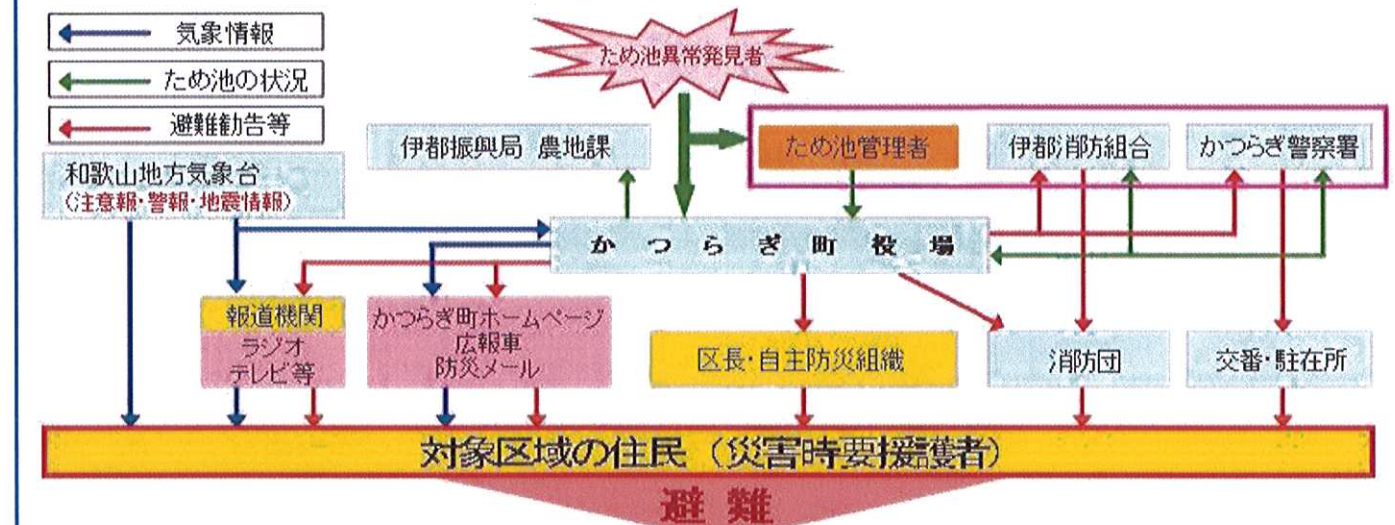 気象情報
ため池の状況
避難勧告等
ため池異常発見者
伊都振興局 農地課
ため池管理者
伊都消防組合
かつらぎ警察署
和歌山地方気象台
(注意報・警報・地震情報)
かつらぎ町役場
報道機関
ラジオ
テレビ等
かつらぎ町ホームページ
広報車
防災メール
区長・自主防災組織
消防団
交番・駐在所
対象区域の住民（災害時要援護者）
避難